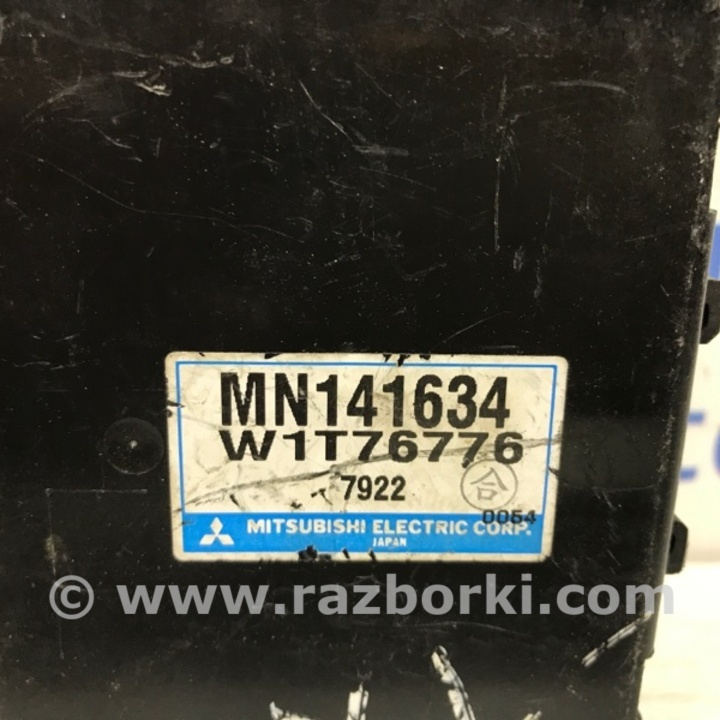 MN141634
W1T76776
7922
合
0054
MITSUBISHI ELECTRIC CORP.
JAPAN
© www.razborki.com